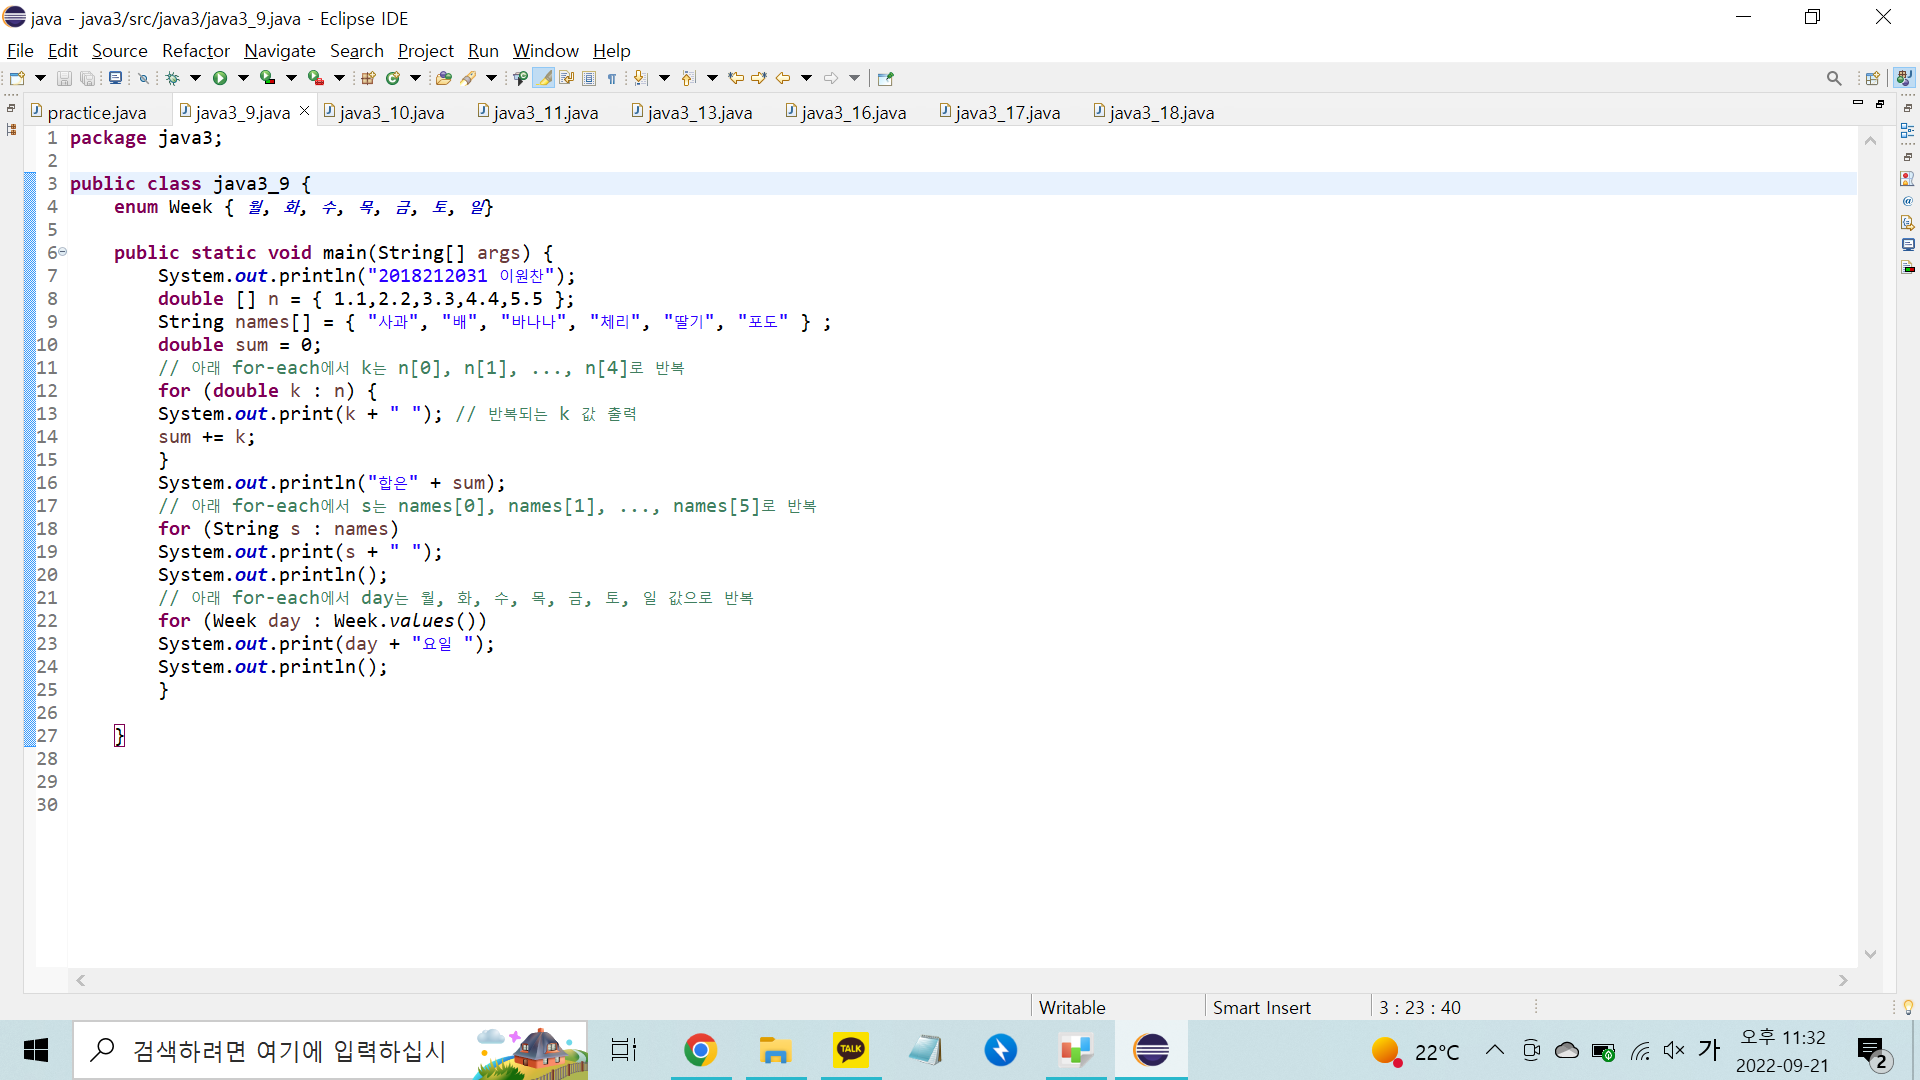 java - java3/src/java3/java3_9.java - Eclipse IDE
File Edit Source Refactor Navigate Search Project Run Window Help
practice.java java3_9.java java3_10.java java3_11.java java3_13.java java3_16.java java3_17.java java3_18.java
1 package java3;
2
3 public class java3_9 {
4 enum Week { 월, 화, 수, 목, 금, 토, 일}
5
6 public static void main(String[] args) {
7 System.out.println("2018212031 이원찬");
8 double [] n = { 1.1,2.2,3.3,4.4,5.5 };
9 String names[] = { "사과", "배", "바나나", "체리", "딸기", "포도" } ;
10 double sum = 0;
11 // 아래 for-each에서 k는 n[0], n[1], ..., n[4]로 반복
12 for (double k : n) {
13 System.out.print(k + " "); // 반복되는 k 값 출력
14 sum += k;
15 }
16 System.out.println("합은" + sum);
17 // 아래 for-each에서 s는 names[0], names[1], ..., names[5]로 반복
18 for (String s : names)
19 System.out.print(s + " ");
20 System.out.println();
21 // 아래 for-each에서 day는 월, 화, 수, 목, 금, 토, 일 값으로 반복
22 for (Week day : Week.values())
23 System.out.print(day + "요일 ");
24 System.out.println();
25 }
26
27 }
28
29
30
Writable Smart Insert 3 : 23 : 40
검색하려면 여기에 입력하십시
TALK
22°C 가 오후 11:32
2022-09-21
2